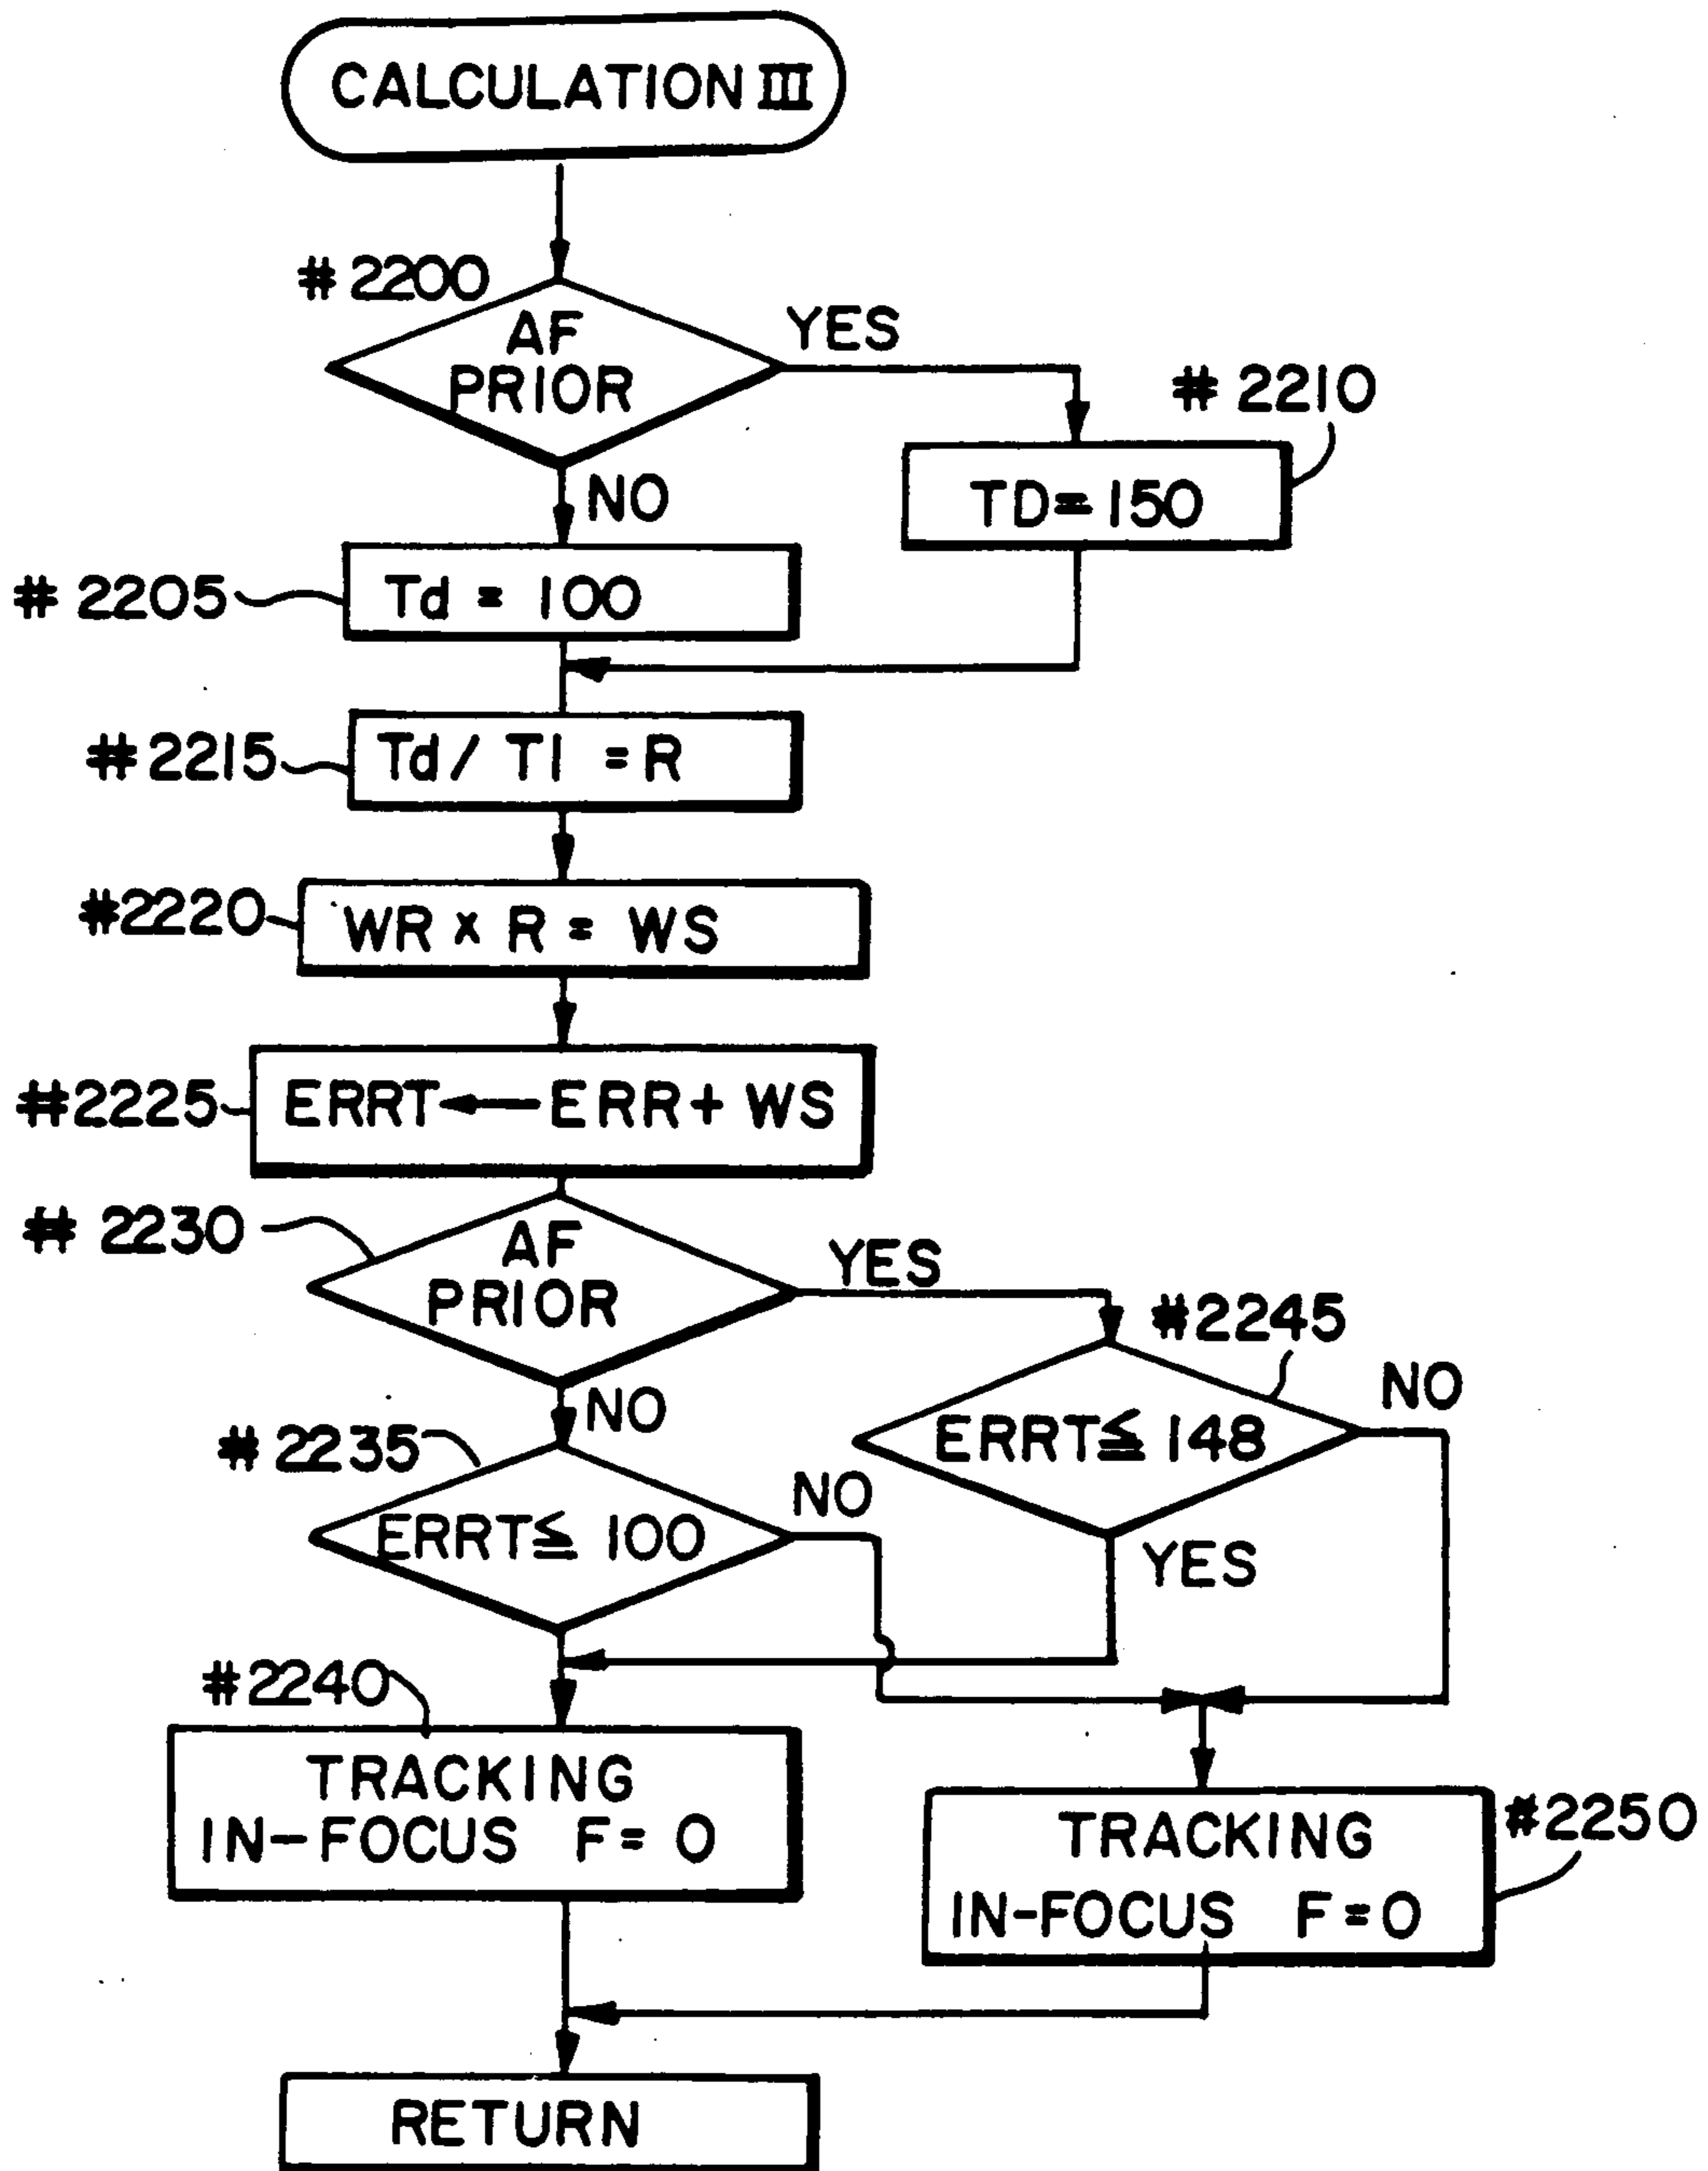 CALCULATION III
#2200
AF
PRIOR
YES
#2210
TD=150
NO
#2205
Td = 100
#2215
Td / TI = R
#2220
WR x R = WS
#2225
ERRT← ERR+ WS
#2230
AF
PRIOR
YES
#2245
NO
ERRT≦ 148
YES
NO
#2235
ERRT≦ 100
NO
#2240
TRACKING
IN-FOCUS F= 0
#2250
TRACKING
IN-FOCUS F=0
RETURN